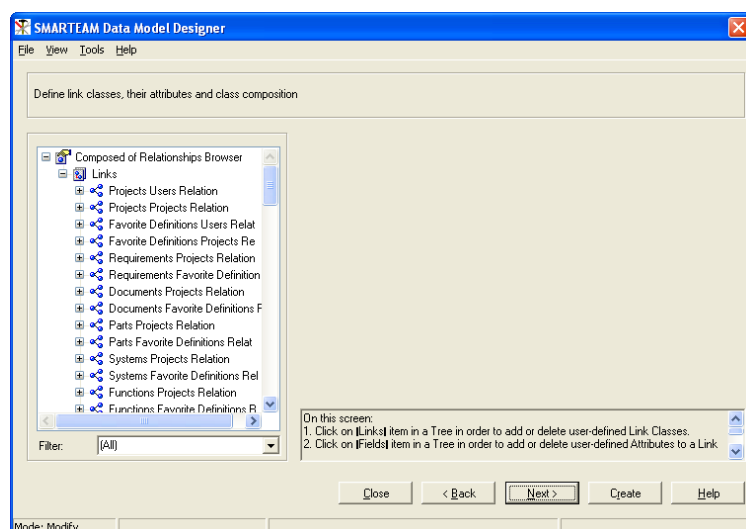 SMARTEAM Data Model Designer
File View Tools Help
Define link classes, their attributes and class composition
Composed of Relationships Browser
Links
Projects Users Relation
Projects Projects Relation
Favorite Definitions Users Relat
Favorite Definitions Projects Re
Requirements Projects Relation
Requirements Favorite Definition
Documents Projects Relation
Documents Favorite Definitions F
Parts Projects Relation
Parts Favorite Definitions Relat
Systems Projects Relation
Systems Favorite Definitions Rel
Functions Projects Relation
Functions Favorite Definitions R
Filter: (All)
On this screen:
1. Click on |Links| item in a Tree in order to add or delete user-defined Link Classes.
2. Click on |Fields| item in a Tree in order to add or delete user-defined Attributes to a Link
Close < Back Next > Create Help
Mode: Modify